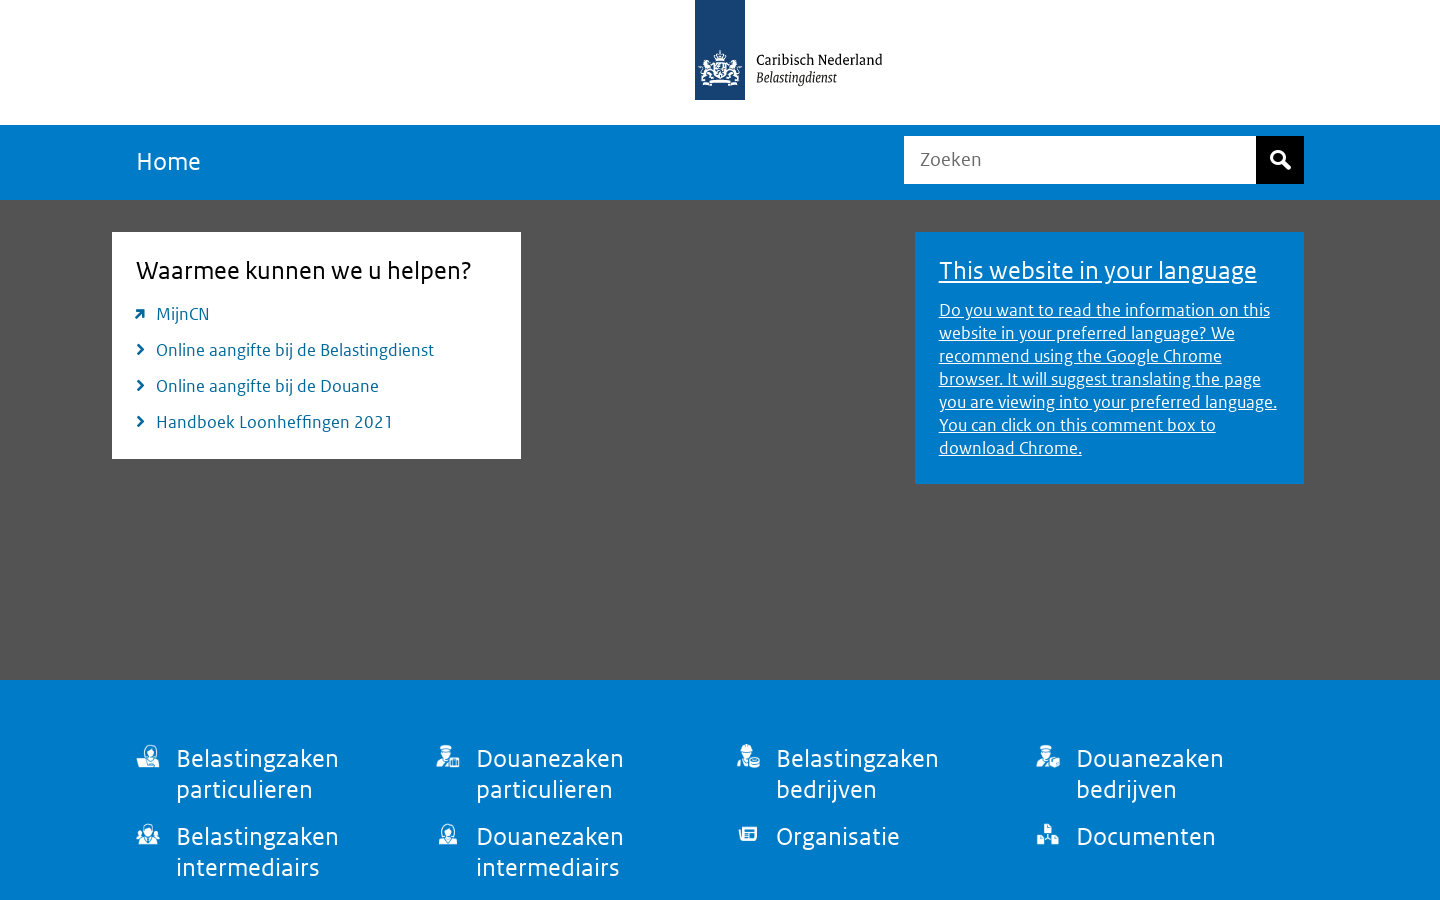 Caribisch Nederland
Belastingdienst
Home
Zoeken
Waarmee kunnen we u helpen?
MijnCN
Online aangifte bij de Belastingdienst
Online aangifte bij de Douane
Handboek Loonheffingen 2021
This website in your language
Do you want to read the information on this
website in your preferred language? We
recommend using the Google Chrome
browser. It will suggest translating the page
you are viewing into your preferred language.
You can click on this comment box to
download Chrome.
Belastingzaken
particulieren
Douanezaken
particulieren
Belastingzaken
bedrijven
Douanezaken
bedrijven
Belastingzaken
intermediairs
Douanezaken
intermediairs
Organisatie
Documenten